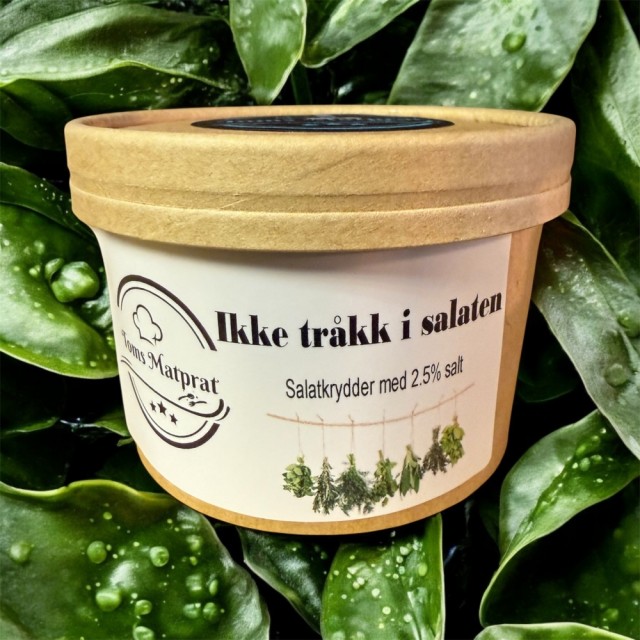 Ikke tråkk i salaten
Toms Matprat
Salatkrydder med 2.5% salt